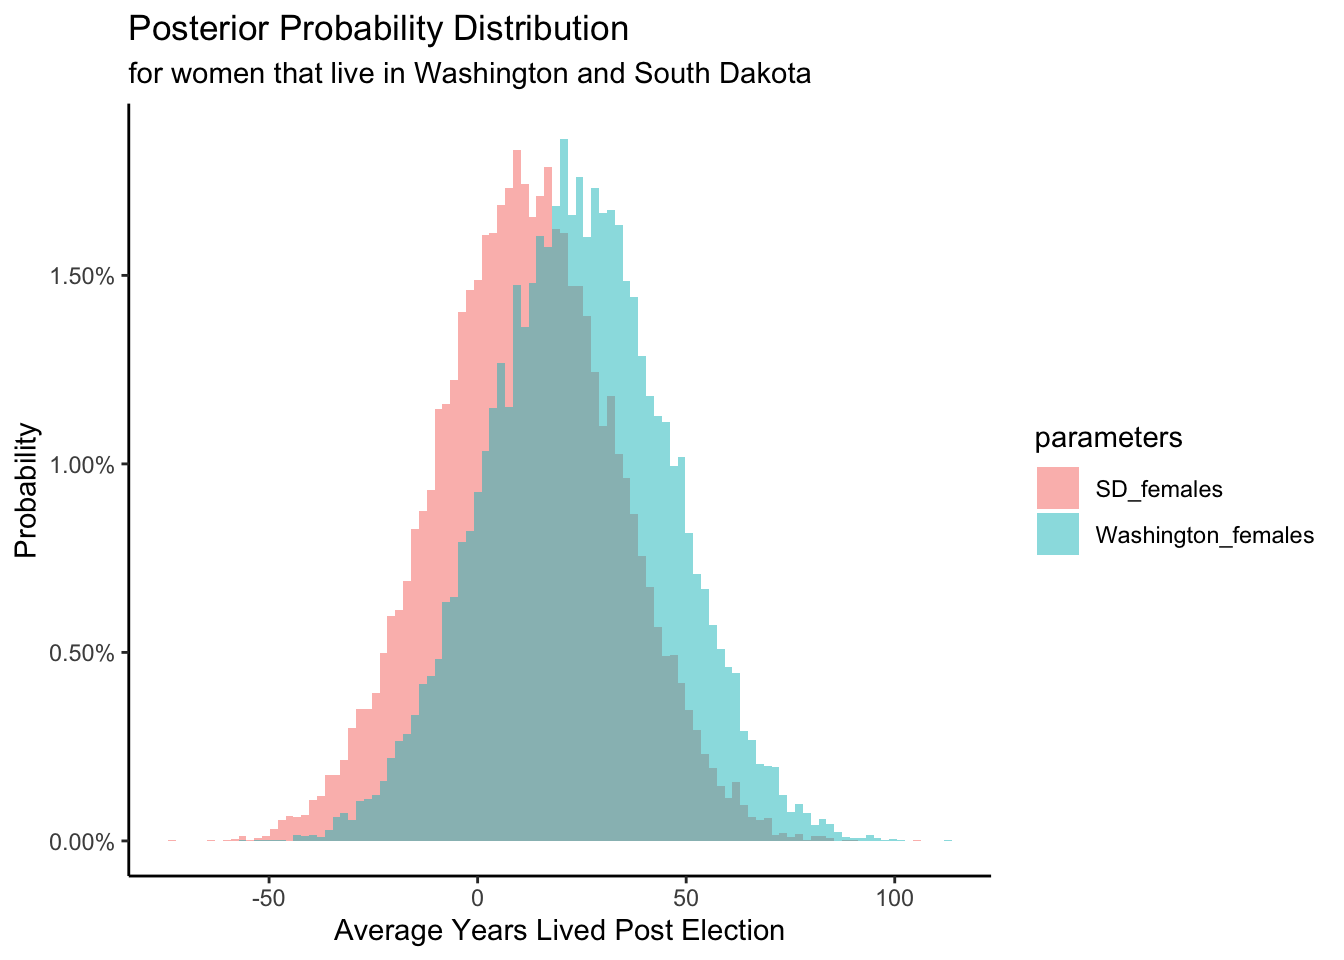 Posterior Probability Distribution
for women that live in Washington and South Dakota
1.50%
1.00%
0.50%
0.00%
Probability
-50
0
50
100
Average Years Lived Post Election
parameters
SD_females
Washington_females